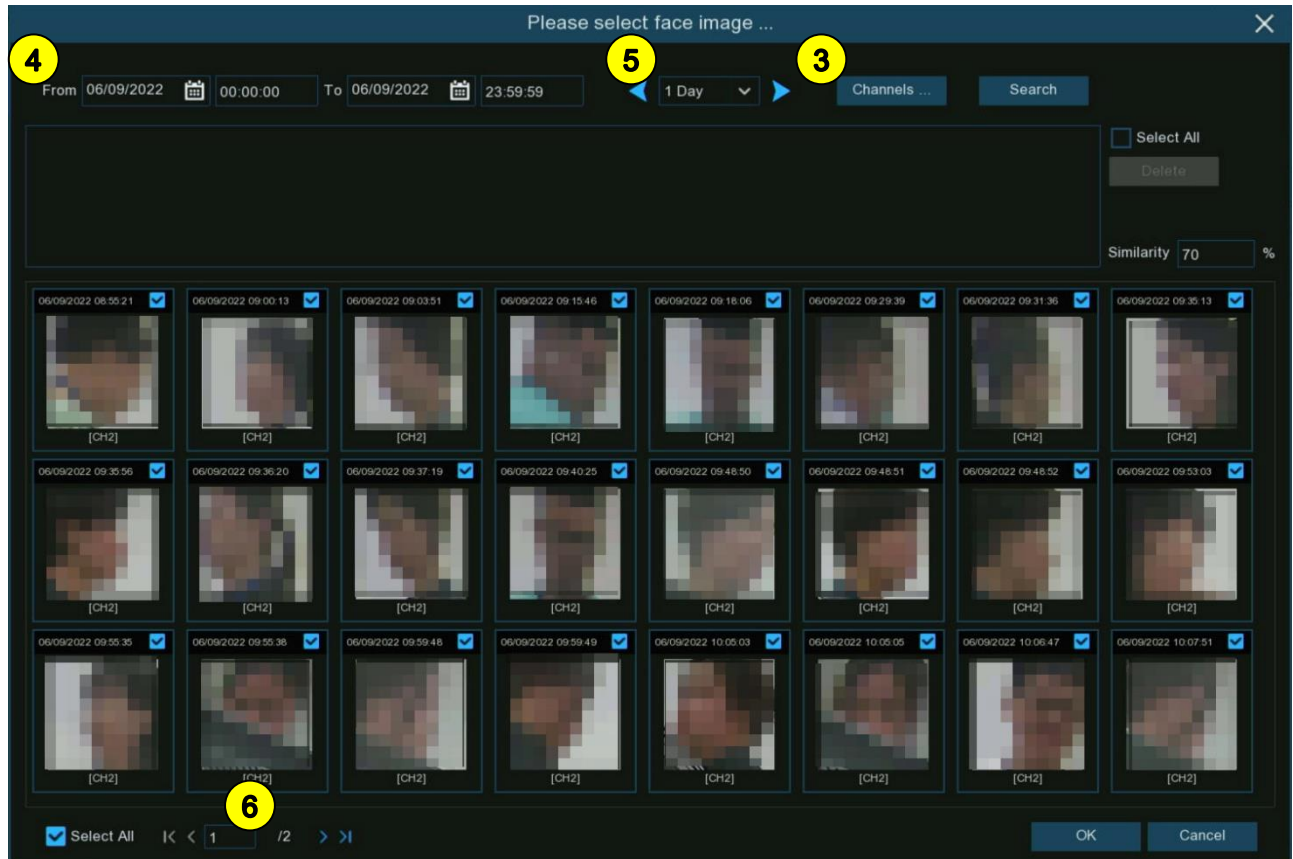 Please select face image ...
4 5 3
From 06/09/2022 00:00:00 To 06/09/2022 23:59:59 1 Day Channels ... Search
Select All
Delete
Similarity 70 %
06/09/2022 08:55:21 06/09/2022 09:00:13 06/09/2022 09:03:51 06/09/2022 09:15:46 06/09/2022 09:18:06 06/09/2022 09:29:39 06/09/2022 09:31:36 06/09/2022 09:35:13
[CH2] [CH2] [CH2] [CH2] [CH2] [CH2] [CH2] [CH2]
06/09/2022 09:35:56 06/09/2022 09:36:20 06/09/2022 09:37:19 06/09/2022 09:40:25 06/09/2022 09:48:50 06/09/2022 09:48:51 06/09/2022 09:48:52 06/09/2022 09:53:03
[CH2] [CH2] [CH2] [CH2] [CH2] [CH2] [CH2] [CH2]
06/09/2022 09:55:35 06/09/2022 09:55:38 06/09/2022 09:59:48 06/09/2022 09:59:49 06/09/2022 10:05:03 06/09/2022 10:05:05 06/09/2022 10:06:47 06/09/2022 10:07:51
[CH2] [CH2] [CH2] [CH2] [CH2] [CH2] [CH2] [CH2]
6
Select All 1 /2 OK Cancel